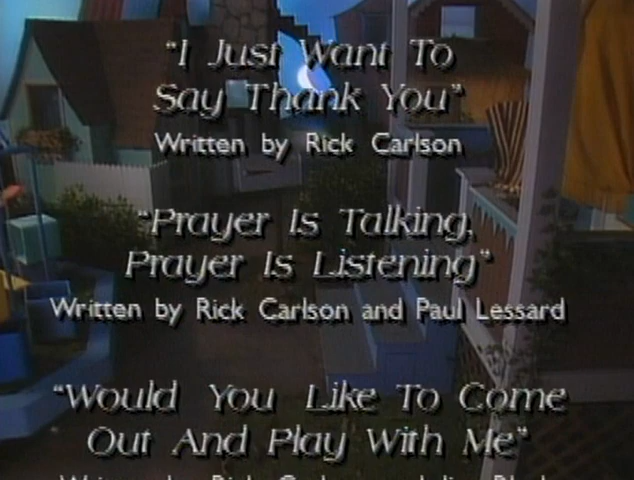 "I Just Want To
Say Thank You"
Written by Rick Carlson
"Prayer Is Talking,
Prayer Is Listening"
Written by Rick Carlson and Paul Lessard
"Would You Like To Come
Out And Play With Me"